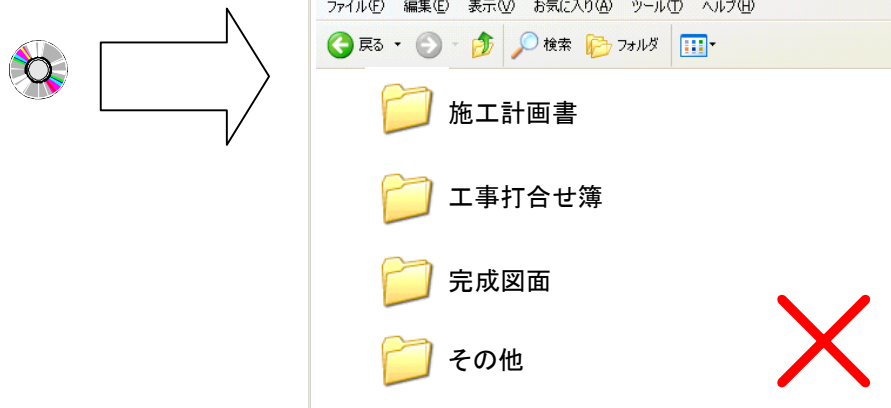 ファイル(F) 編集(E) 表示(V) お気に入り(A) ツール(T) ヘルプ(H)
戻る 検索 フォルダ
施工計画書
工事打合せ簿
完成図面
その他